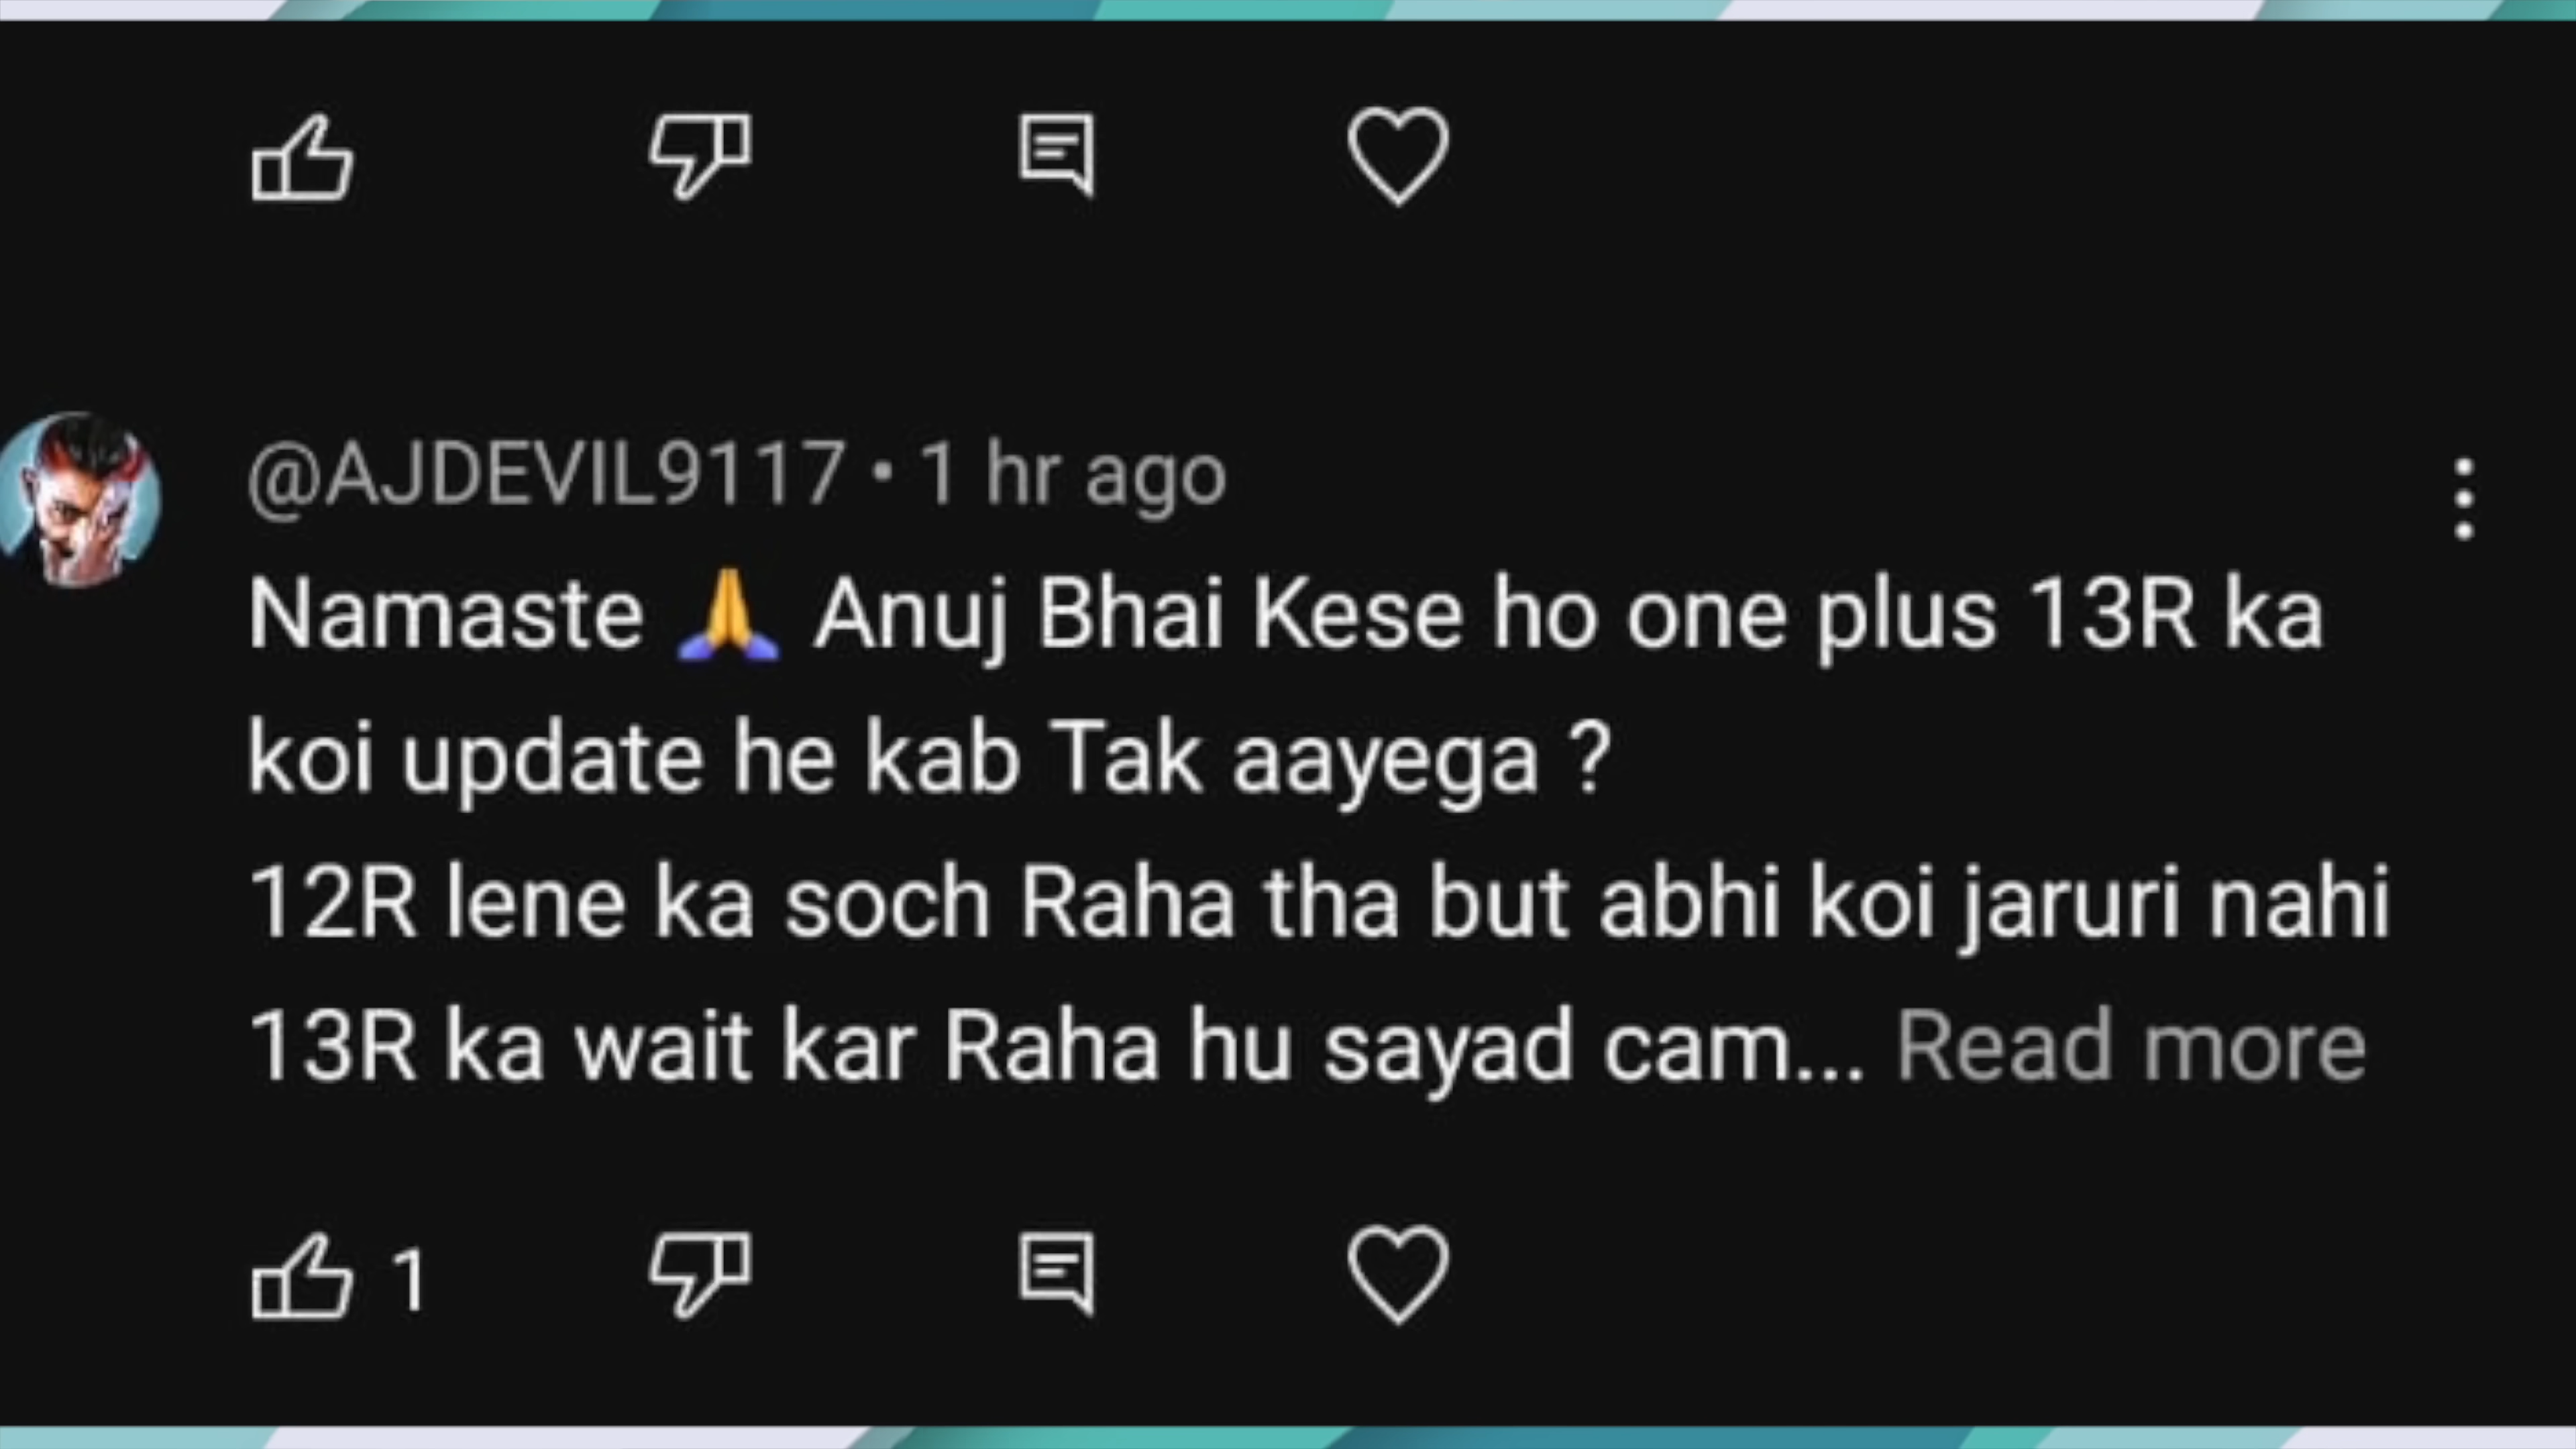 @AJDEVIL9117 • 1 hr ago
Namaste 🙏 Anuj Bhai Kese ho one plus 13R ka
koi update he kab Tak aayega ?
12R lene ka soch Raha tha but abhi koi jaruri nahi
13R ka wait kar Raha hu sayad cam... Read more
1